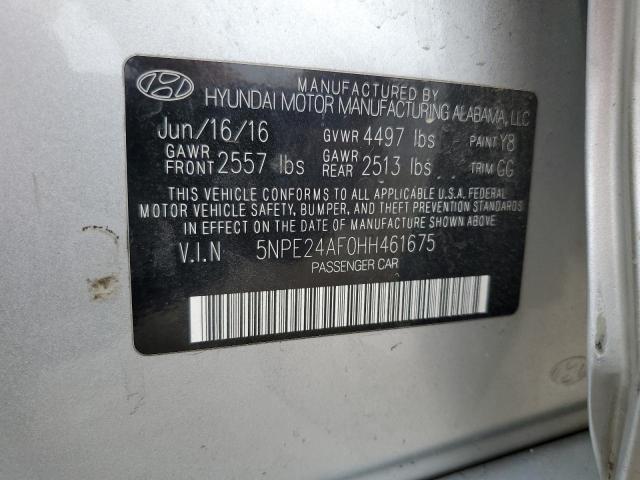 MANUFACTURED BY
HYUNDAI MOTOR MANUFACTURING ALABAMA, LLC
Jun/16/16 GVWR 4497 lbs PAINT Y8
GAWR FRONT 2557 lbs GAWR REAR 2513 lbs TRIM GG
THIS VEHICLE CONFORMS TO ALL APPLICABLE U.S.A. FEDERAL
MOTOR VEHICLE SAFETY, BUMPER, AND THEFT PREVENTION STANDARDS
IN EFFECT ON THE DATE OF MANUFACTURE SHOWN ABOVE.
V.I.N 5NPE24AF0HH461675
PASSENGER CAR